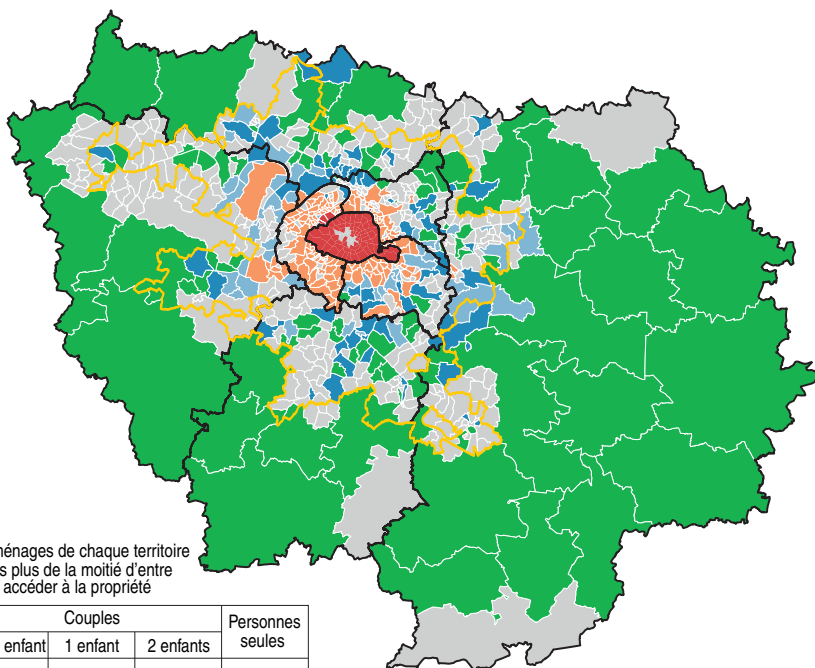 ménages de chaque territoire
s plus de la moitié d'entre
accéder à la propriété
Couples
Personnes
seules
enfant
1 enfant
2 enfants